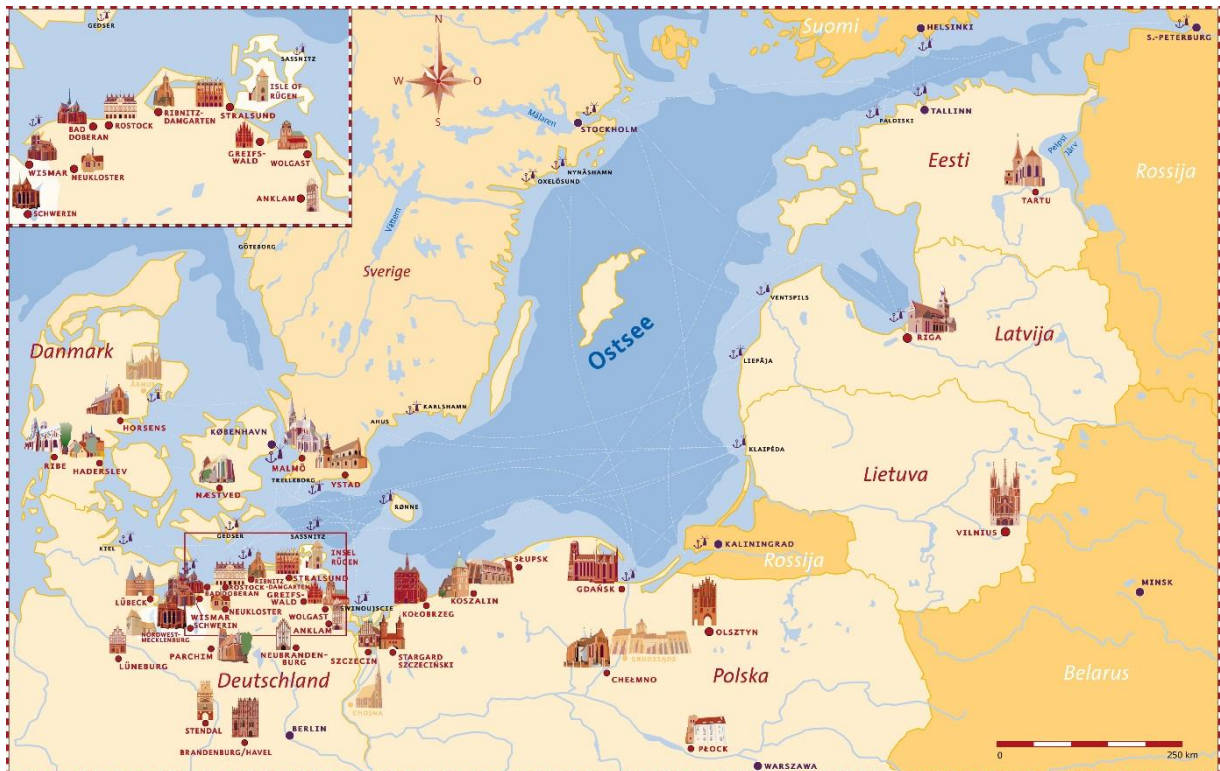 GEDSER
SASSNITZ
ISLE OF
RÜGEN
BAD
DOBERAN
ROSTOCK
RIBNITZ-
DAMGARTEN
STRALSUND
GREIFS-
WALD
WOLGAST
WISMAR
NEUKLOSTER
ANKLAM
SCHWERIN
N
W
O
S
Suomi
HELSINKI
S.-PETERBURG
Mälaren
STOCKHOLM
PALDISKI
TALLINN
NYNÄSHAMN
OXELÖSUND
Eesti
Peipsi
Järv
Rossija
TARTU
Vättern
GÖTEBORG
Sverige
VENTSPILS
Ostsee
RIGA
Latvija
Danmark
ÅRHUS
LIEPĀJA
HORSENS
KARLSHAMN
AHUS
KØBENHAVN
KLAIPĖDA
RIBE
HADERSLEV
MALMÖ
YSTAD
TRELLEBORG
NÆSTVED
Lietuva
RØNNE
VILNIUS
GEDSER
SASSNITZ
KIEL
KALININGRAD
Rossija
INSEL
RÜGEN
STRALSUND
RIBNITZ
-DAMGARTEN
ROSTOCK
BAD DOBERAN
GREIFS-
WALD
SŁUPSK
GDAŃSK
MINSK
LÜBECK
WISMAR
NEUKLOSTER
WOLGAST
SWINOUJSCIE
KOŁOBRZEG
KOSZALIN
SCHWERIN
ANKLAM
OLSZTYN
NORDWEST-
MECKLENBURG
LÜNEBURG
PARCHIM
NEUBRANDEN-
BURG
SZCZECIN
STARGARD
SZCZECIŃSKI
GRUDZIĄDZ
CHEŁMNO
Deutschland
Polska
Belarus
CHOJNA
STENDAL
BERLIN
BRANDENBURG/HAVEL
PŁOCK
WARSZAWA
0
250 km